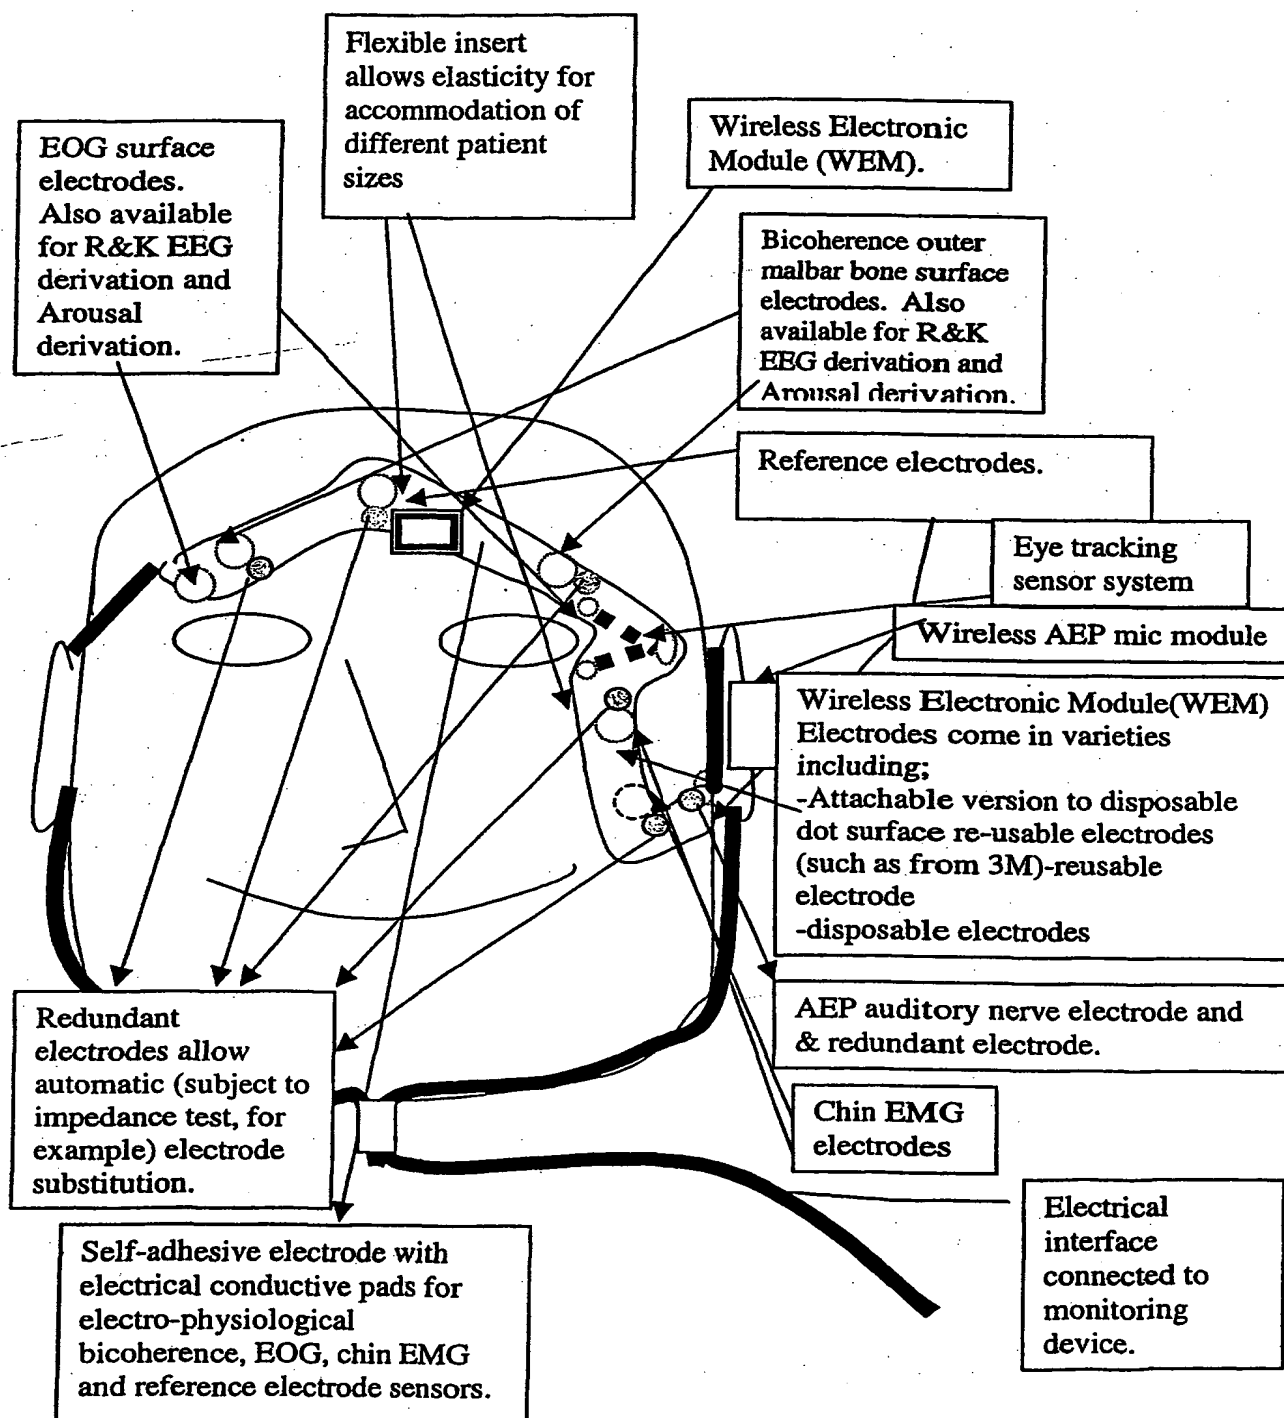 Flexible insert
allows elasticity for
accommodation of
different patient
sizes
Wireless Electronic
Module (WEM).
EOG surface
electrodes.
Also available
for R&K EEG
derivation and
Arousal
derivation.
Bicoherence outer
malbar bone surface
electrodes. Also
available for R&K
EEG derivation and
Arousal derivation.
Reference electrodes.
Eye tracking
sensor system
Wireless AEP mic module
Wireless Electronic Module(WEM)
Electrodes come in varieties
including;
-Attachable version to disposable
dot surface re-usable electrodes
(such as from 3M)-reusable
electrode
-disposable electrodes
AEP auditory nerve electrode and
& redundant electrode.
Redundant
electrodes allow
automatic (subject to
impedance test, for
example) electrode
substitution.
Chin EMG
electrodes
Electrical
interface
connected to
monitoring
device.
Self-adhesive electrode with
electrical conductive pads for
electro-physiological
bicoherence, EOG, chin EMG
and reference electrode sensors.